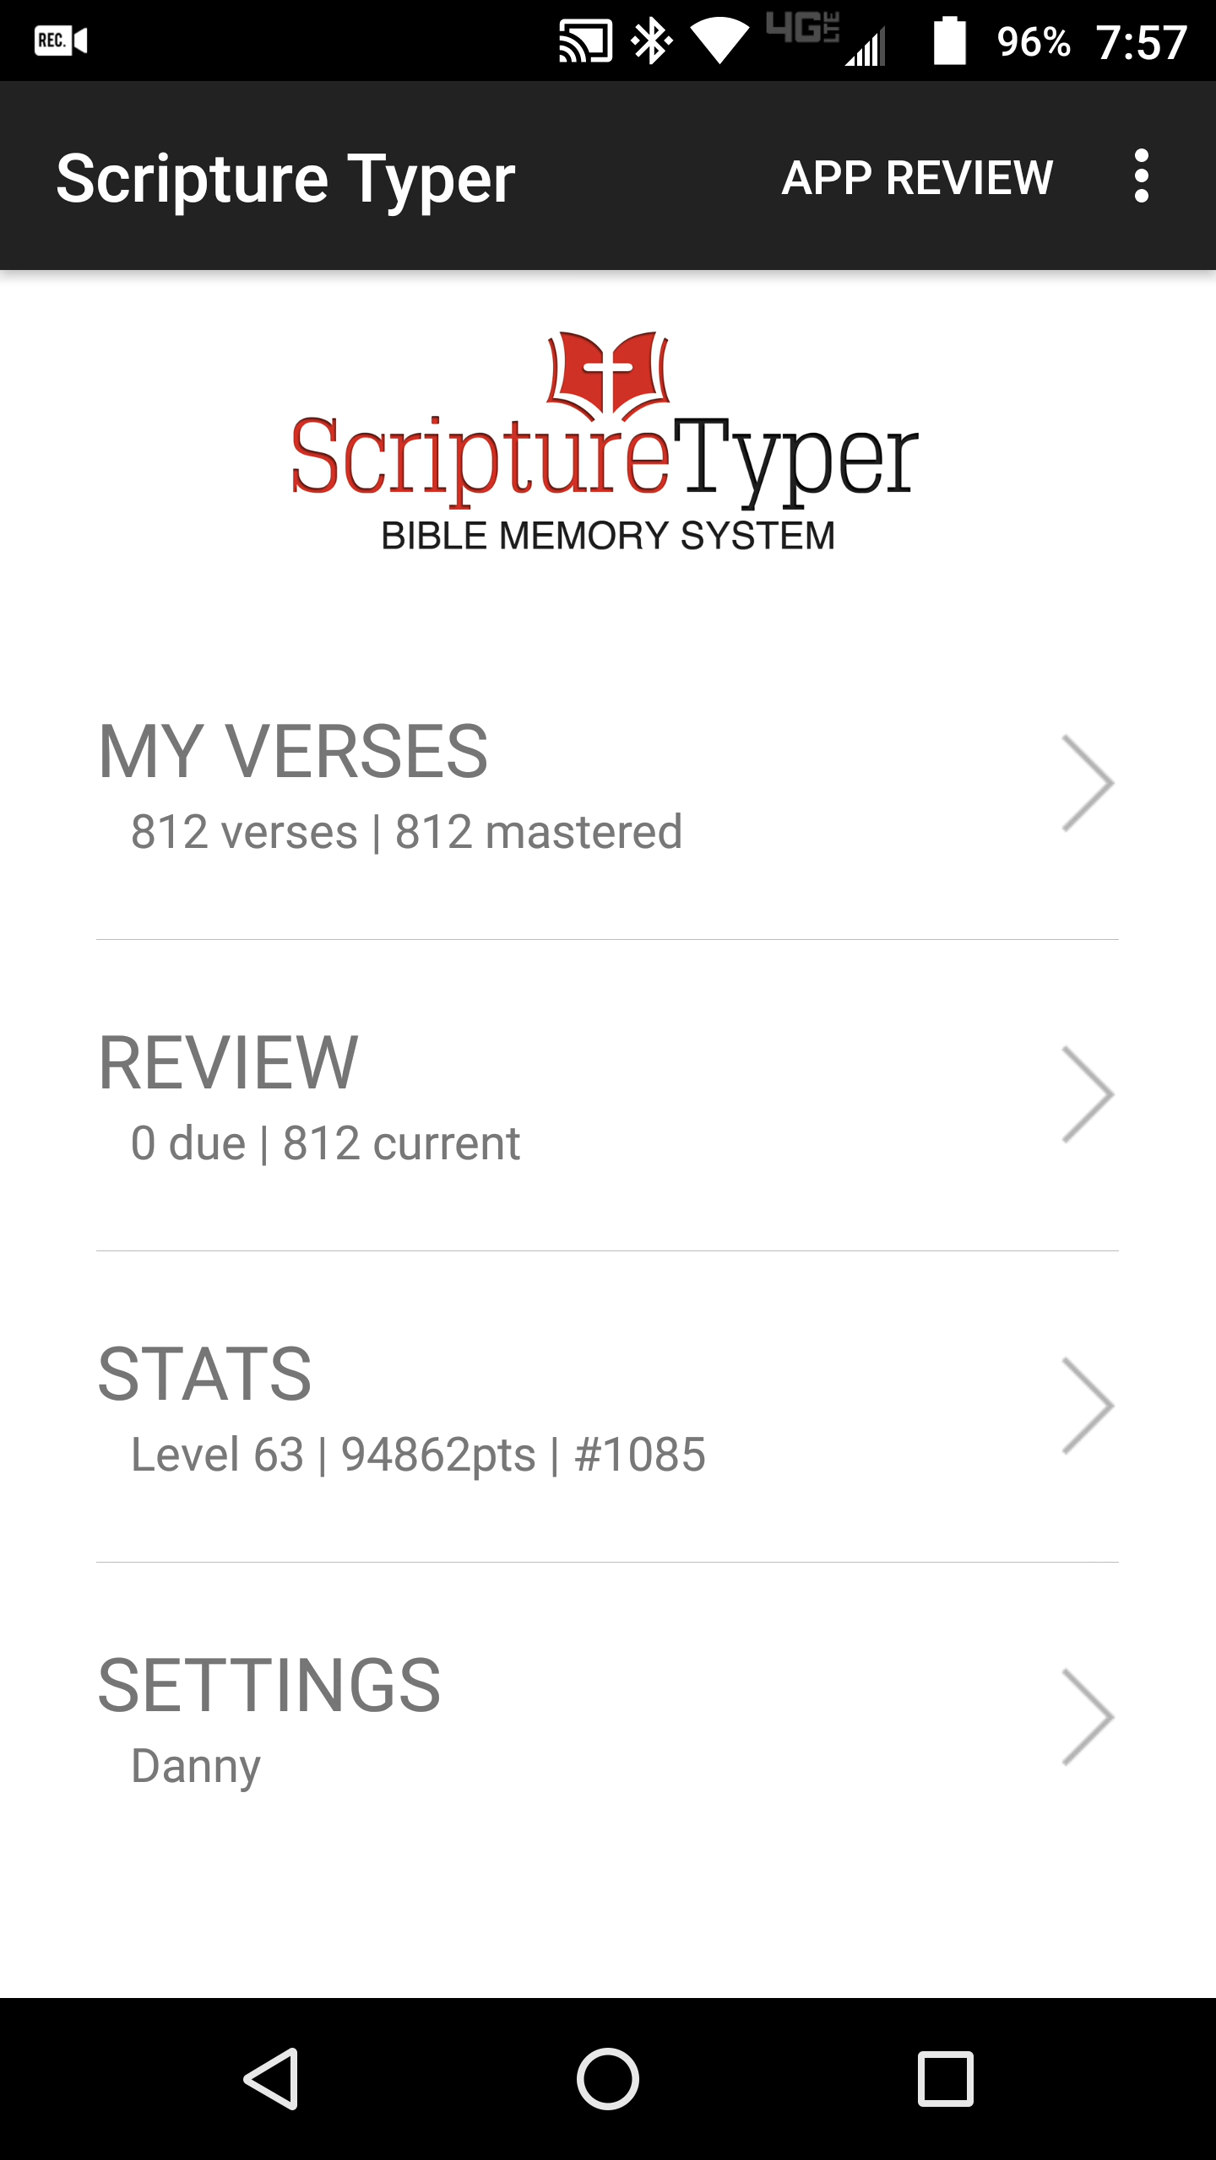 REC.
4G LTE
96% 7:57
Scripture Typer
APP REVIEW
ScriptureTyper
BIBLE MEMORY SYSTEM
MY VERSES
812 verses | 812 mastered
REVIEW
0 due | 812 current
STATS
Level 63 | 94862pts | #1085
SETTINGS
Danny